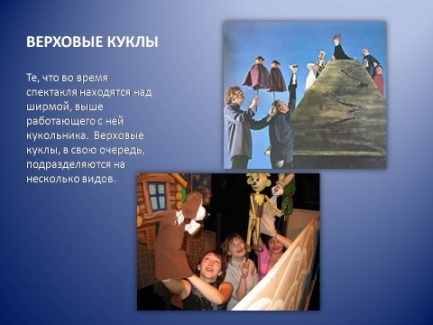 ВЕРХОВЫЕ КУКЛЫ
Те, что во время
спектакля находятся над
ширмой, выше
работающего с ней
кукольника. Верховые
куклы, в свою очередь,
подразделяются на
несколько видов.